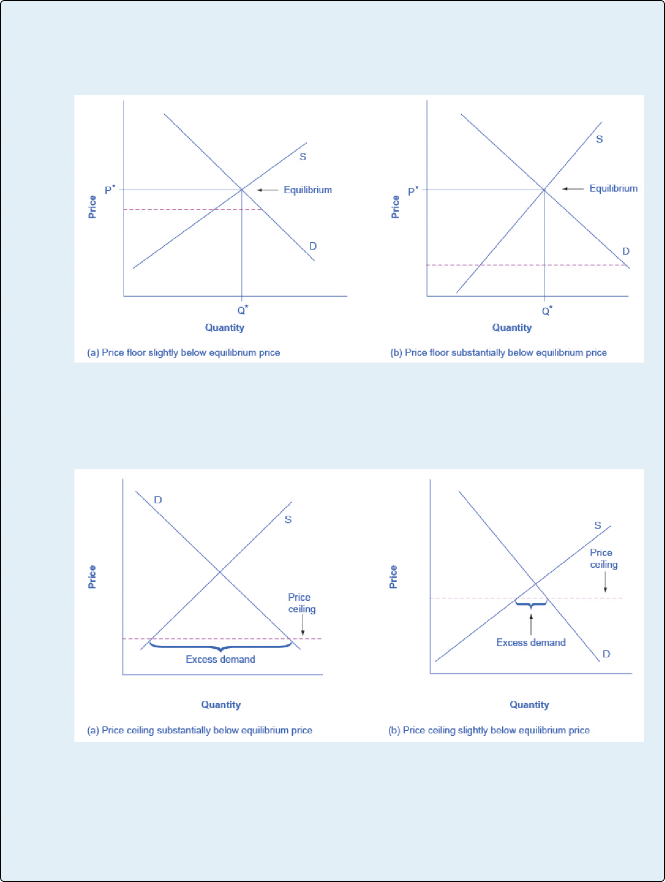 S
P*
Equilibrium
Price
D
Q*
Quantity
(a) Price floor slightly below equilibrium price
S
P*
Equilibrium
Price
D
Q*
Quantity
(b) Price floor substantially below equilibrium price
D
S
Price
Price
ceiling
Excess demand
Quantity
(a) Price ceiling substantially below equilibrium price
S
Price
ceiling
Price
Excess demand
D
Quantity
(b) Price ceiling slightly below equilibrium price